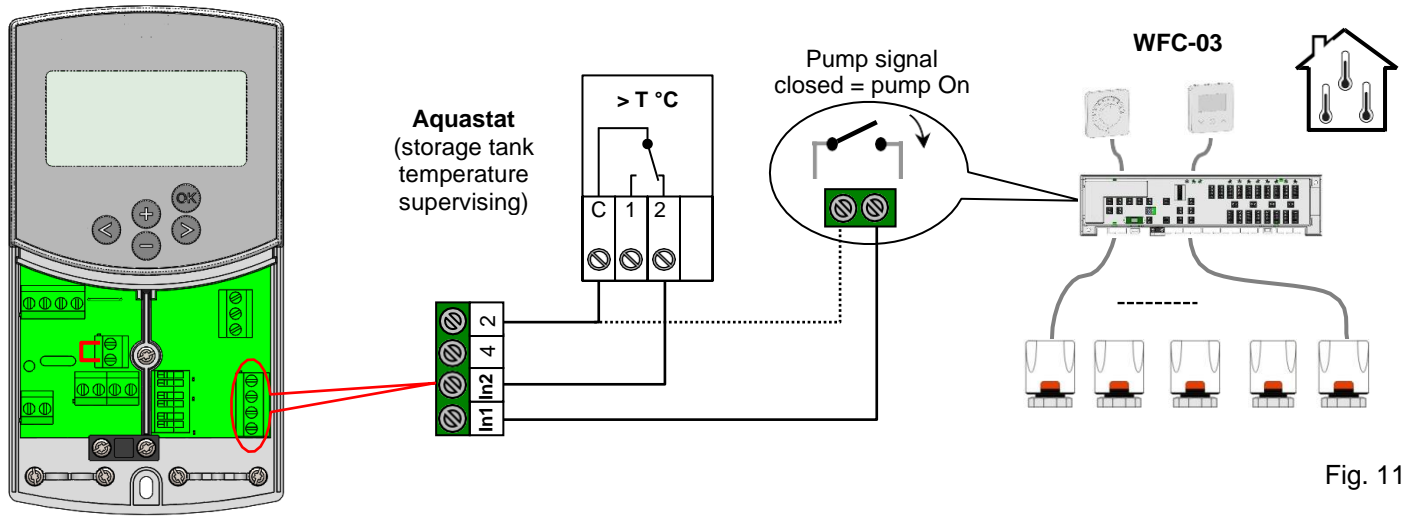 OK
Aquastat
(storage tank
temperature
supervising)
> T °C
C 1 2
2
4
In2
In1
Pump signal
closed = pump On
WFC-03
Fig. 11